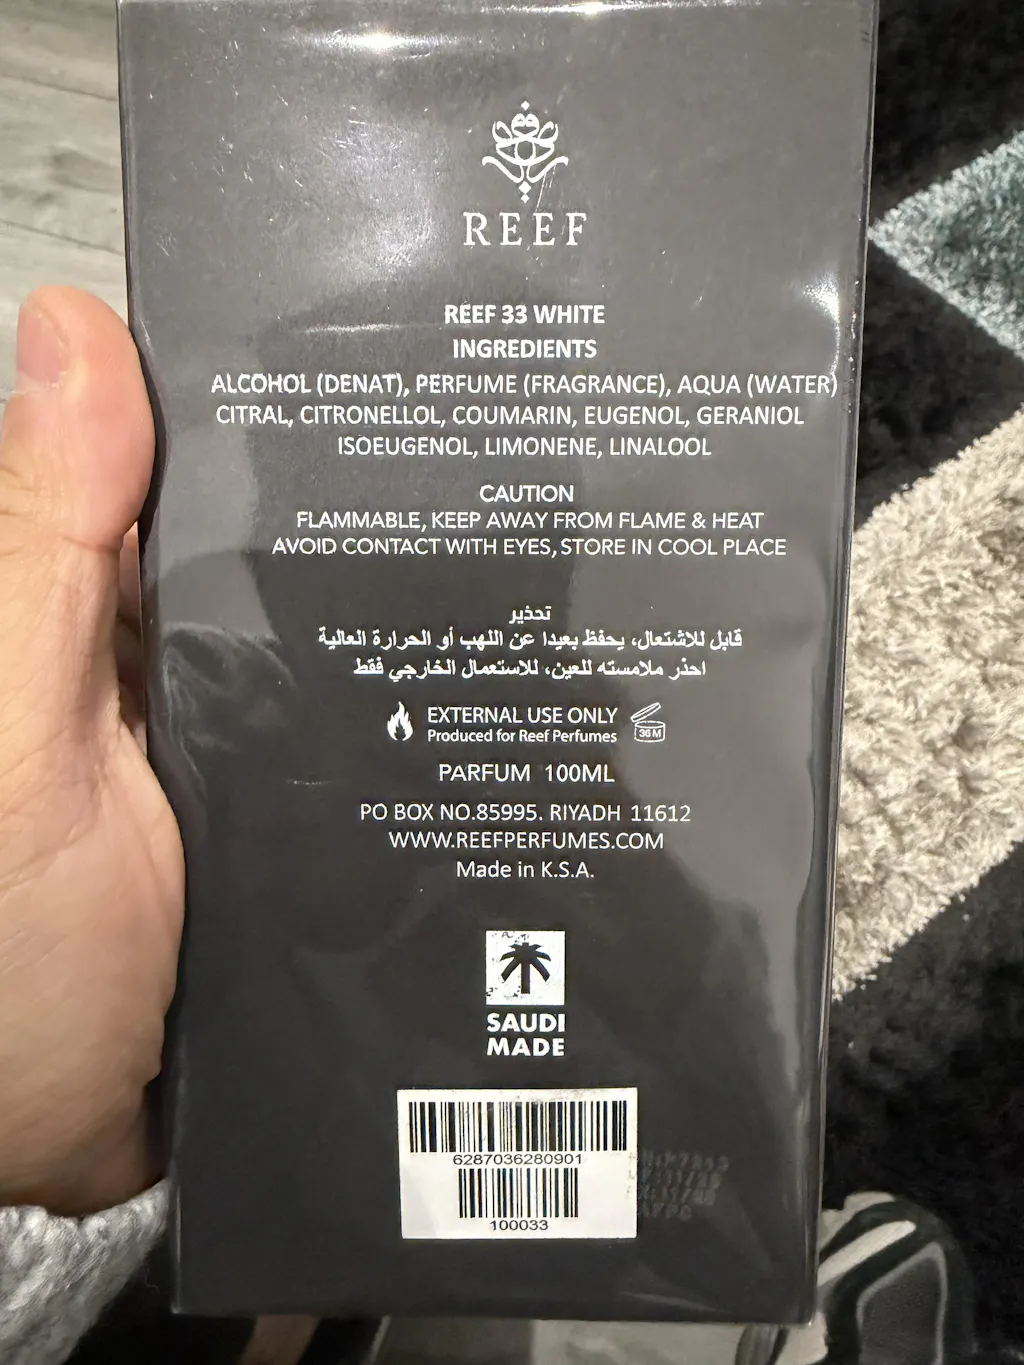 REEF
REEF 33 WHITE
INGREDIENTS
ALCOHOL (DENAT), PERFUME (FRAGRANCE), AQUA (WATER)
CITRAL, CITRONELLOL, COUMARIN, EUGENOL, GERANIOL
ISOEUGENOL, LIMONENE, LINALOOL
CAUTION
FLAMMABLE, KEEP AWAY FROM FLAME & HEAT
AVOID CONTACT WITH EYES, STORE IN COOL PLACE
تحذير
قابل للاشتعال، يحفظ بعيدا عن اللهب أو الحرارة العالية
احذر ملامسته للعين، للاستعمال الخارجي فقط
EXTERNAL USE ONLY
Produced for Reef Perfumes
36 M
PARFUM 100ML
PO BOX NO.85995. RIYADH 11612
WWW.REEFPERFUMES.COM
Made in K.S.A.
SAUDI
MADE
6287036280901
100033